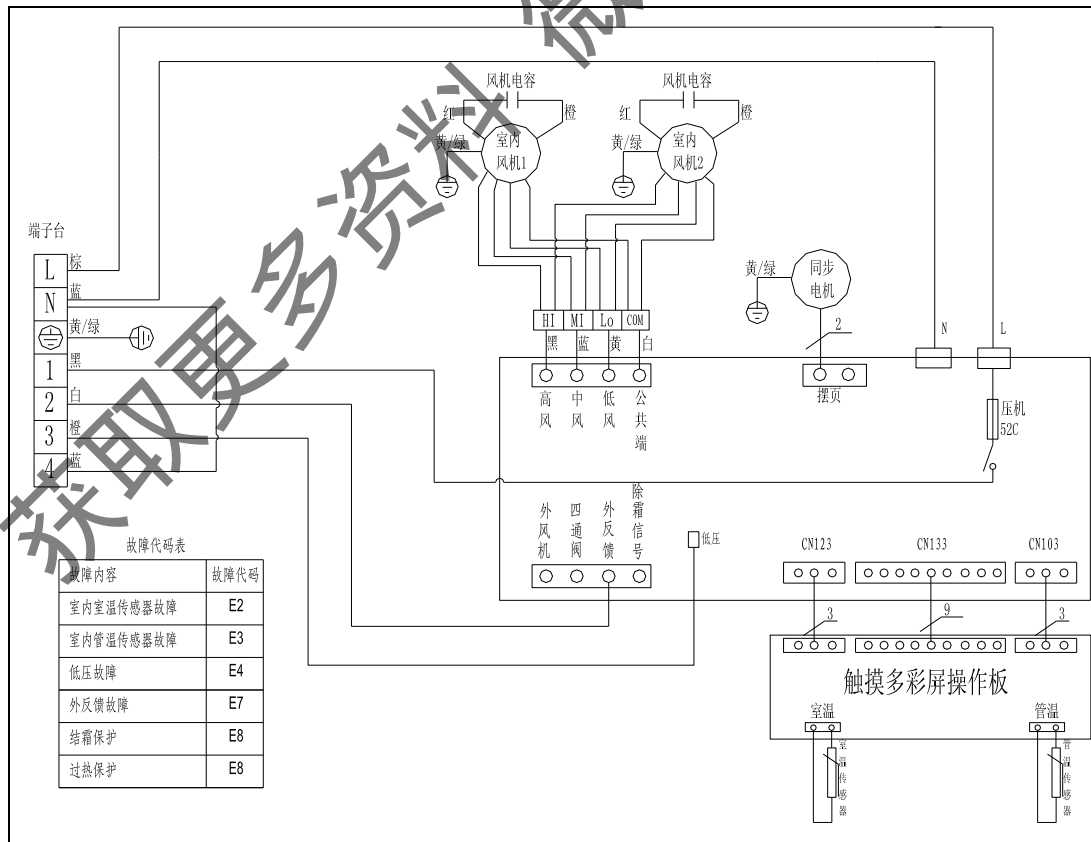 获取更多资料 微
风机电容
风机电容
红
橙
红
橙
黄/绿
室内
风机1
黄/绿
室内
风机2
端子台
L
棕
N
蓝
黄/绿
1
黑
2
白
3
橙
4
蓝
黄/绿
同步
电机
2
N
L
HI MI Lo COM
黑 蓝 黄 白
高风
中风
低风
公共端
摆页
压机
52C
外风机
四通阀
外反馈
除霜信号
低压
CN123
CN133
CN103
3
9
3
触摸多彩屏操作板
室温
管温
室温传感器
管温传感器
故障代码表
故障内容 故障代码
室内室温传感器故障 E2
室内管温传感器故障 E3
低压故障 E4
外反馈故障 E7
结霜保护 E8
过热保护 E8